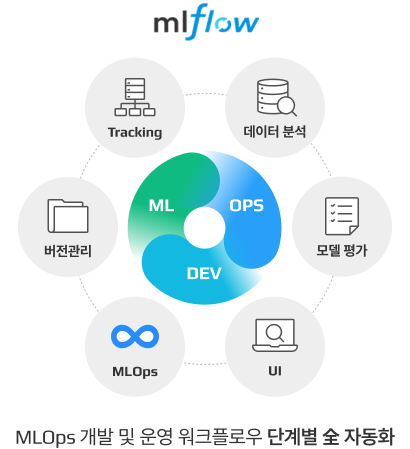 mlflow
Tracking
데이터 분석
ML
OPS
버전관리
모델 평가
DEV
MLOps
UI
MLOps 개발 및 운영 워크플로우 단계별 全 자동화